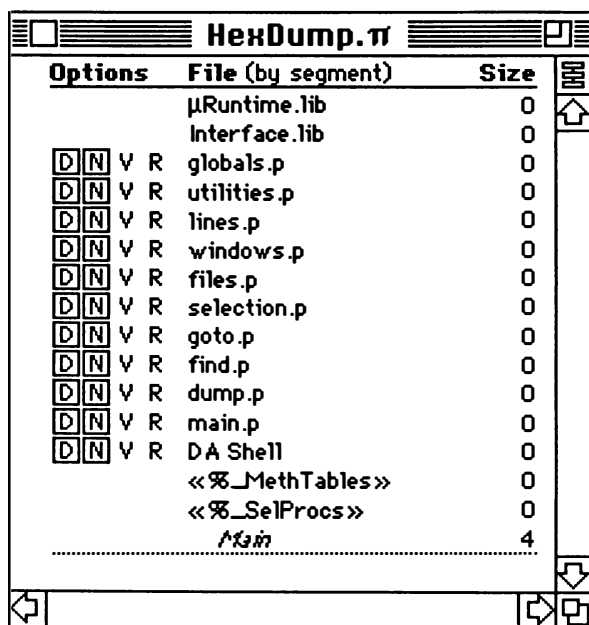 HexDump.π
Options File (by segment) Size
µRuntime.lib 0
Interface.lib 0
D N V R globals.p 0
D N V R utilities.p 0
D N V R lines.p 0
D N V R windows.p 0
D N V R files.p 0
D N V R selection.p 0
D N V R goto.p 0
D N V R find.p 0
D N V R dump.p 0
D N V R main.p 0
D N V R DA Shell 0
«%_MethTables» 0
«%_SelProcs» 0
Main 4